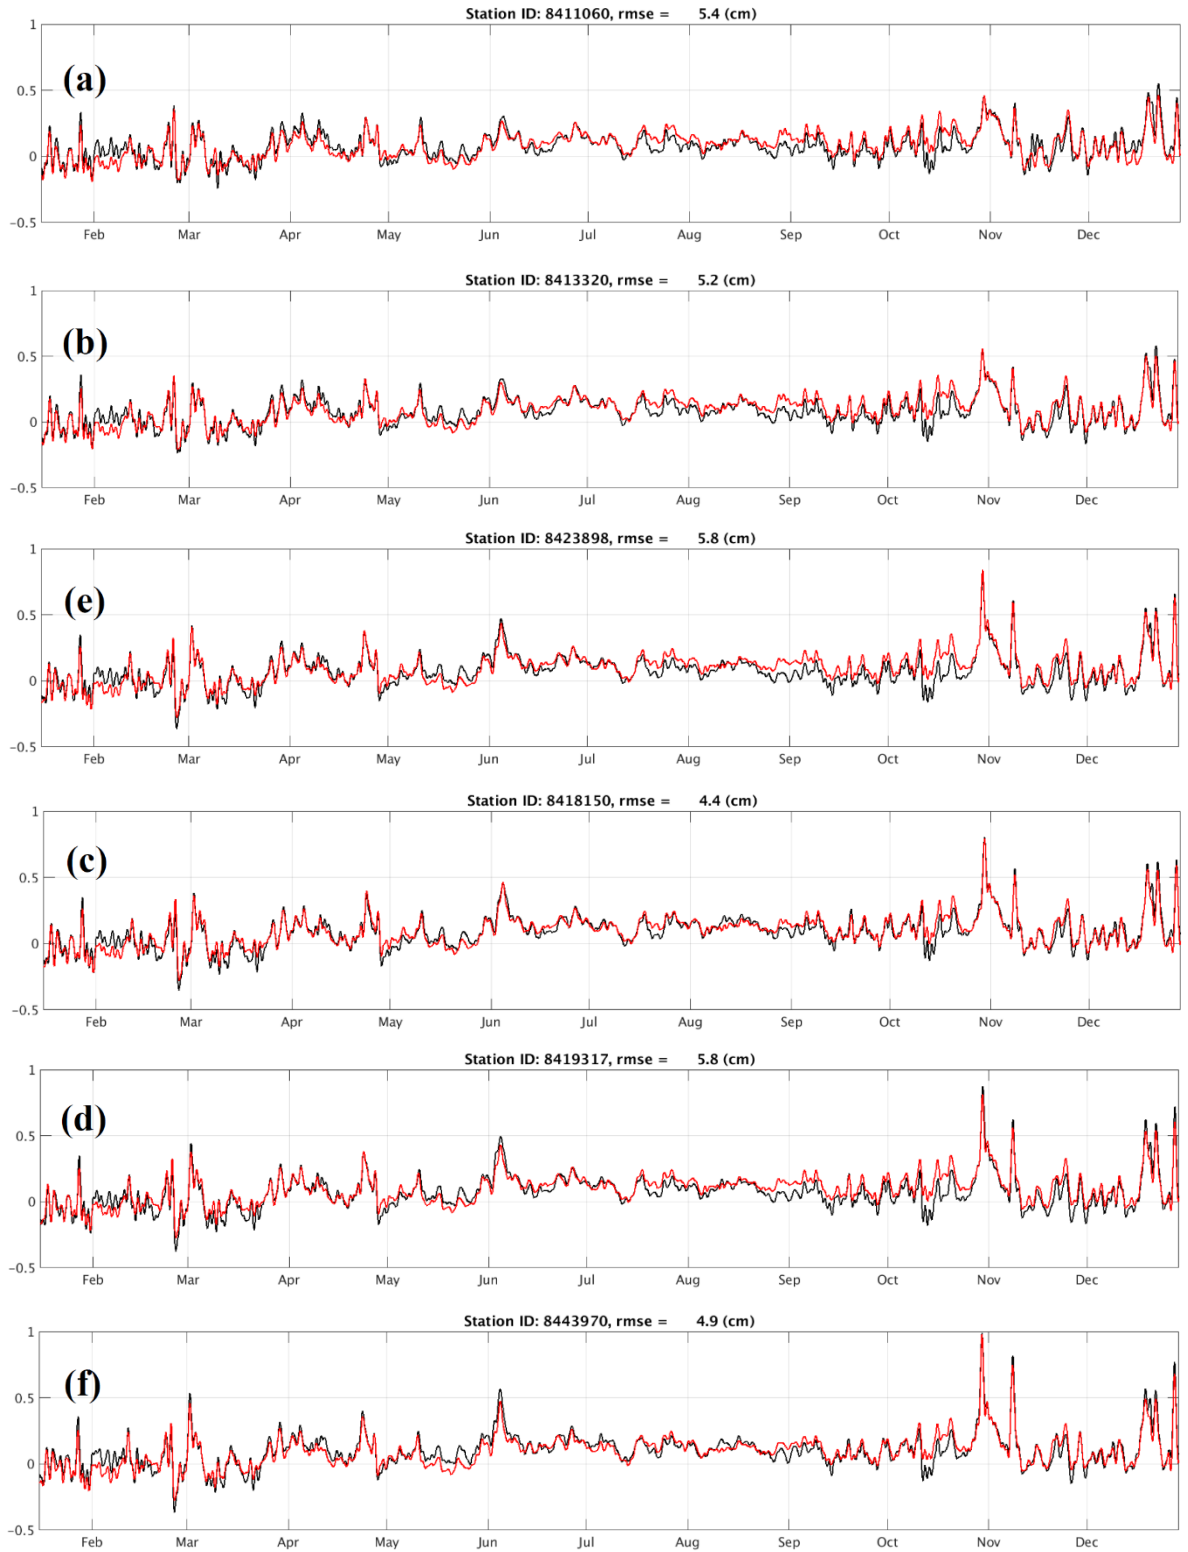 Station ID: 8411060, rmse = 5.4 (cm)
1
(a)
0.5
0
-0.5
Feb Mar Apr May Jun Jul Aug Sep Oct Nov Dec
Station ID: 8413320, rmse = 5.2 (cm)
1
(b)
0.5
0
-0.5
Feb Mar Apr May Jun Jul Aug Sep Oct Nov Dec
Station ID: 8423898, rmse = 5.8 (cm)
1
(e)
0.5
0
-0.5
Feb Mar Apr May Jun Jul Aug Sep Oct Nov Dec
Station ID: 8418150, rmse = 4.4 (cm)
1
(c)
0.5
0
-0.5
Feb Mar Apr May Jun Jul Aug Sep Oct Nov Dec
Station ID: 8419317, rmse = 5.8 (cm)
1
(d)
0.5
0
-0.5
Feb Mar Apr May Jun Jul Aug Sep Oct Nov Dec
Station ID: 8443970, rmse = 4.9 (cm)
1
(f)
0.5
0
-0.5
Feb Mar Apr May Jun Jul Aug Sep Oct Nov Dec